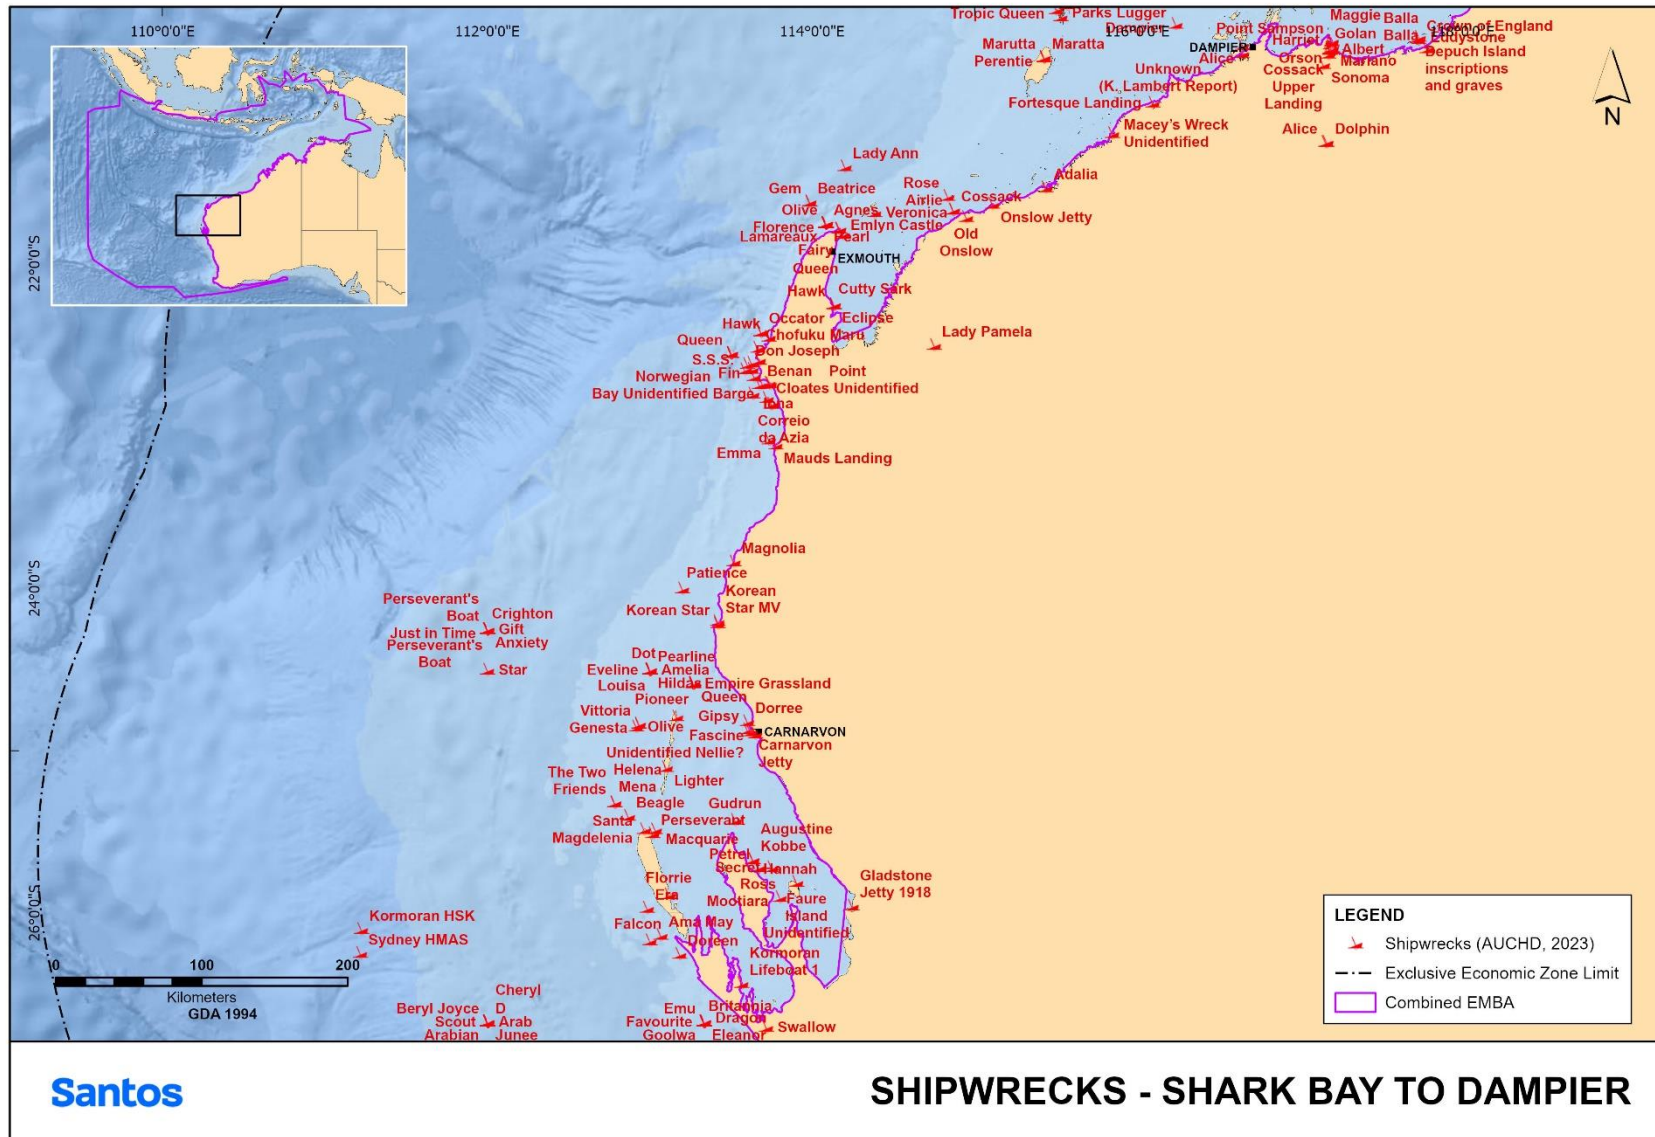 110°0'0"E
112°0'0"E
114°0'0"E
116°0'0"E
118°0'0"E
22°0'0"S
24°0'0"S
26°0'0"S
N
Tropic Queen
Parks Lugger
Dampier
Marutta
Maratta
Perentie
Point Sampson
DAMPIER
Alice
Harriet
Maggie
Golan
Balla
Balla
Albert
Orson
Mariano
Cossack
Sonoma
Upper
Landing
Crown of England
Eddystone
Depuch Island
inscriptions
and graves
Unknown
(K. Lambert Report)
Fortesque Landing
Macey's Wreck
Unidentified
Alice
Dolphin
Adalia
Lady Ann
Gem
Beatrice
Rose
Airlie
Cossack
Olive
Agnes
Veronica
Onslow Jetty
Florence
Emlyn Castle
Old
Onslow
Lamareaux
Pearl
Fairy
Queen
EXMOUTH
Hawk
Cutty Sark
Occator
Eclipse
Hawk
Chofuku Maru
Queen
Don Joseph
Lady Pamela
S.S.S.
Fin
Benan
Point
Cloates Unidentified
Norwegian
Bay Unidentified Barge
Correio
da Azia
Emma
Mauds Landing
Magnolia
Patience
Korean
Star MV
Korean Star
Perseverant's
Boat
Crighton
Just in Time
Gift
Perseverant's
Boat
Anxiety
Star
Dot
Pearline
Eveline
Amelia
Louisa
Hilda
Empire Grassland
Pioneer
Queen
Vittoria
Gipsy
Dorree
Genesta
Olive
Fascine
CARNARVON
Carnarvon
Jetty
Unidentified Nellie?
Helena
The Two
Friends
Mena
Lighter
Beagle
Gudrun
Santa
Magdelenia
Perseverant
Macquarie
Augustine
Kobbe
Petrel
Secret
Hannah
Florrie
Era
Ross
Mootiara
Faure
Island
Unidentified
Gladstone
Jetty 1918
Kormoran HSK
Sydney HMAS
Falcon
Ama May
Doreen
Kormoran
Lifeboat 1
Cheryl
D
Beryl Joyce
Scout
Arab
Arabian
Junee
Emu
Britannia
Favourite
Dragon
Goolwa
Eleanor
Swallow
0
100
200
Kilometers
GDA 1994
LEGEND
Shipwrecks (AUCHD, 2023)
Exclusive Economic Zone Limit
Combined EMBA
Santos
SHIPWRECKS - SHARK BAY TO DAMPIER